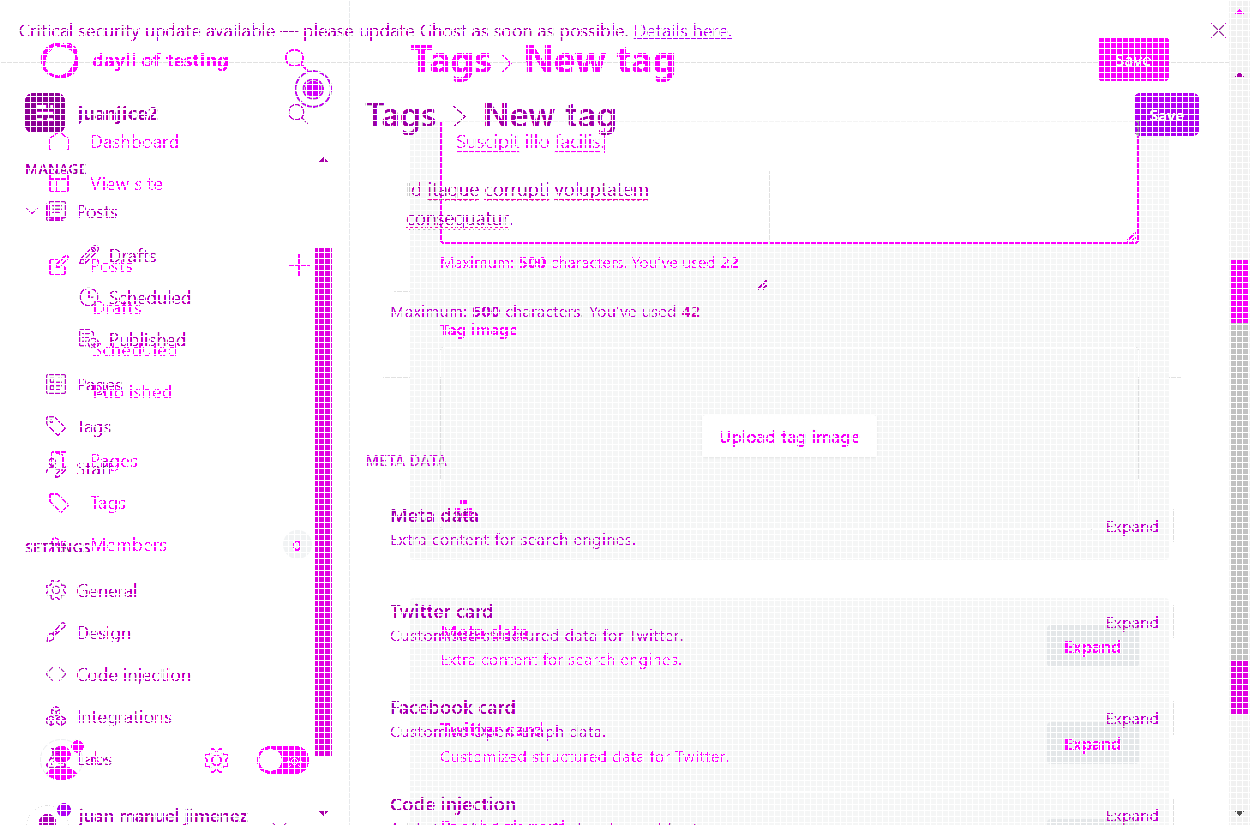 Critical security update available — please update Ghost as soon as possible. Details here.
dayli of testing
Tags › New tag
Save
juanjice2
Tags › New tag
Save
Dashboard
Suscipit illo facilis.
MANAGE
View site
Id itaque corrupti voluptatem
Posts
consequatur.
Drafts
Posts
Maximum: 500 characters. You've used 22
Scheduled
Drafts
Maximum: 500 characters. You've used 42
Tag image
Published
Scheduled
Pages
Published
Tags
Upload tag image
Pages
META DATA
Staff
Tags
Meta data
Expand
Extra content for search engines.
SETTINGS
Members
0
General
Twitter card
Expand
Design
Customized structured data for Twitter.
Meta data
Expand
Extra content for search engines.
Code injection
Facebook card
Expand
Integrations
Customized open graph data.
Twitter card
Expand
Customized structured data for Twitter.
Labs
Code injection
Expand
juan manuel jimenez